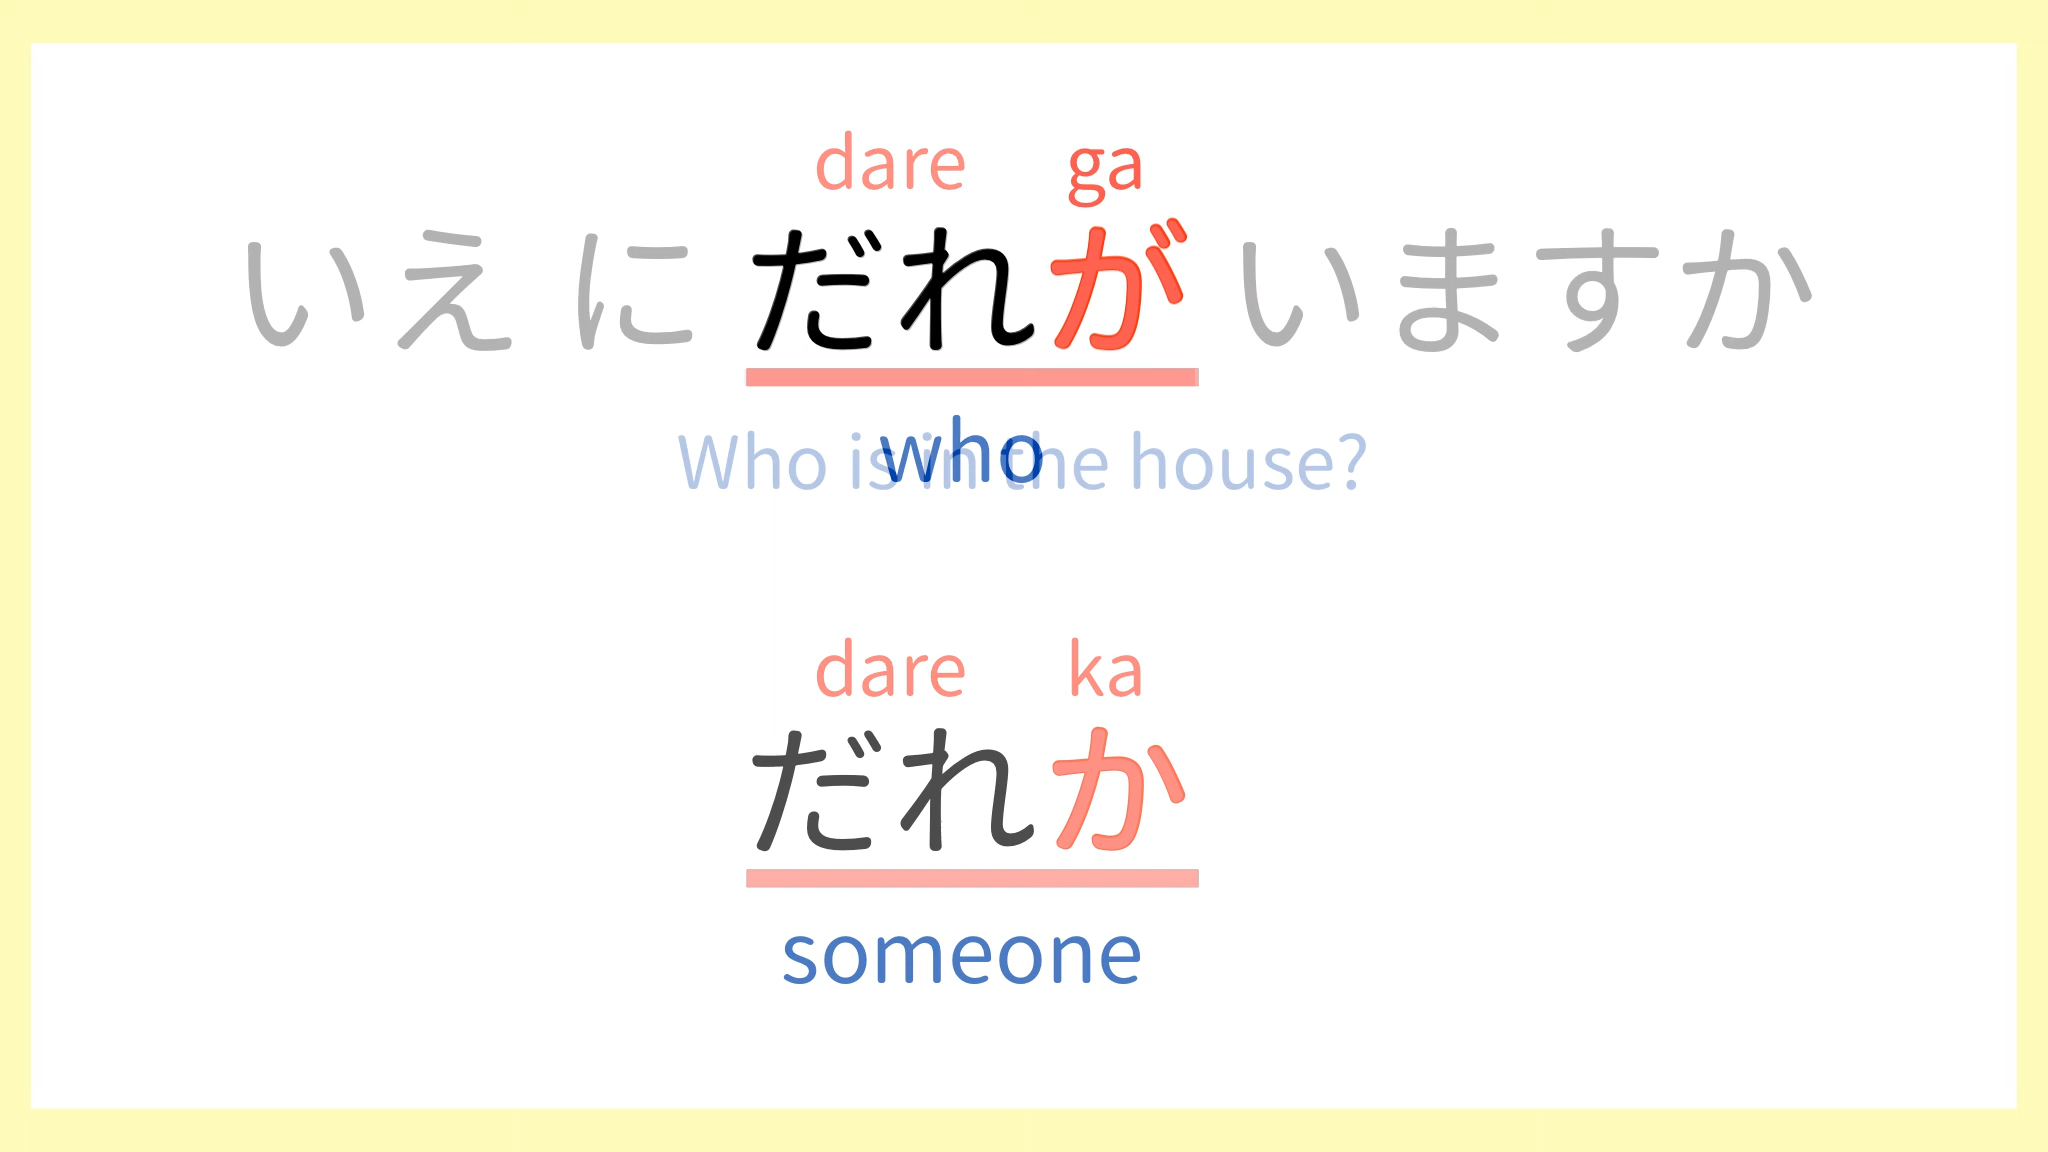 dare ga
いえ に だれが いますか
who
Who is in the house?
dare ka
だれか
someone